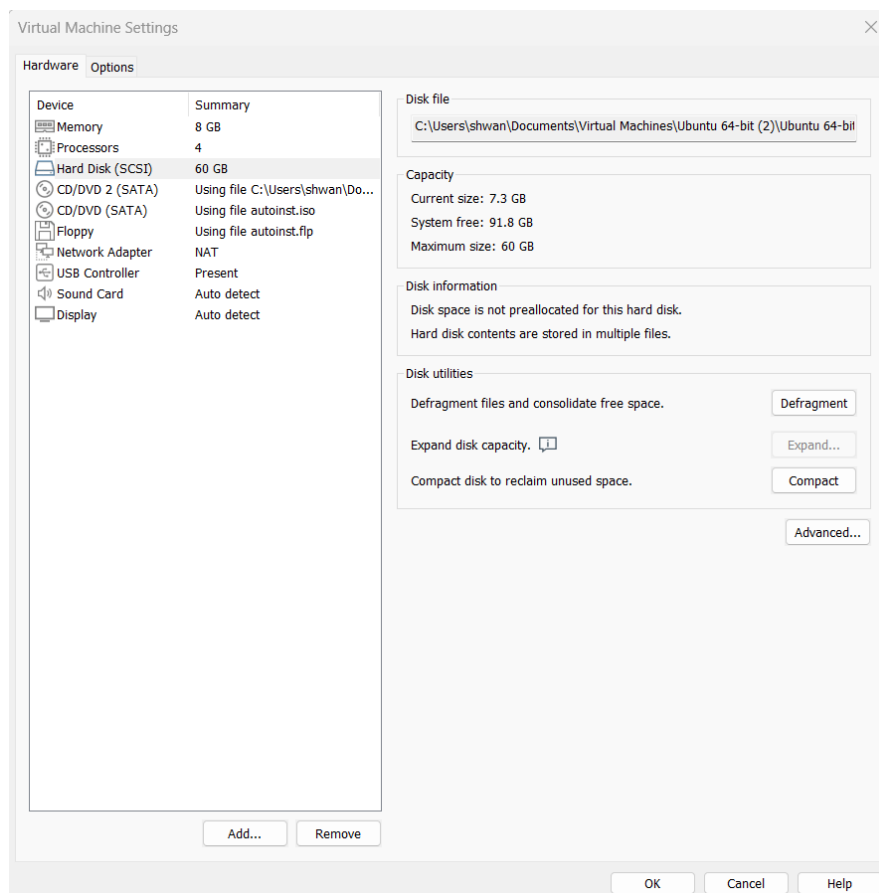 Virtual Machine Settings
Hardware Options
Device Summary
Memory 8 GB
Processors 4
Hard Disk (SCSI) 60 GB
CD/DVD 2 (SATA) Using file C:\Users\shwan\Do...
CD/DVD (SATA) Using file autoinst.iso
Floppy Using file autoinst.flp
Network Adapter NAT
USB Controller Present
Sound Card Auto detect
Display Auto detect
Add... Remove
Disk file
C:\Users\shwan\Documents\Virtual Machines\Ubuntu 64-bit (2)\Ubuntu 64-bit
Capacity
Current size: 7.3 GB
System free: 91.8 GB
Maximum size: 60 GB
Disk information
Disk space is not preallocated for this hard disk.
Hard disk contents are stored in multiple files.
Disk utilities
Defragment files and consolidate free space. Defragment
Expand disk capacity. Expand...
Compact disk to reclaim unused space. Compact
Advanced...
OK Cancel Help